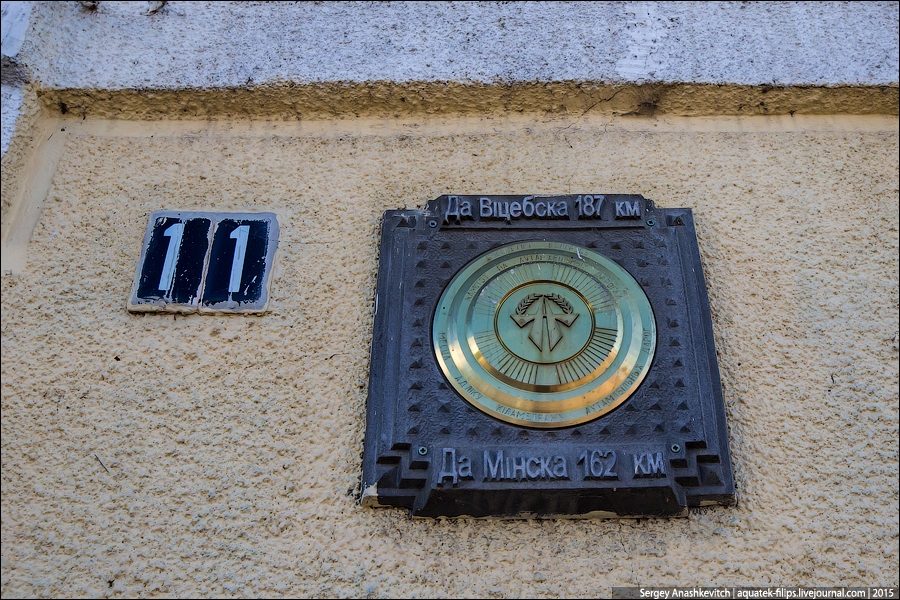 11
Да Віцебска 187 км
Да Мінска 162 км
Sergey Anashkevitch | aquatek-filips.livejournal.com | 2015